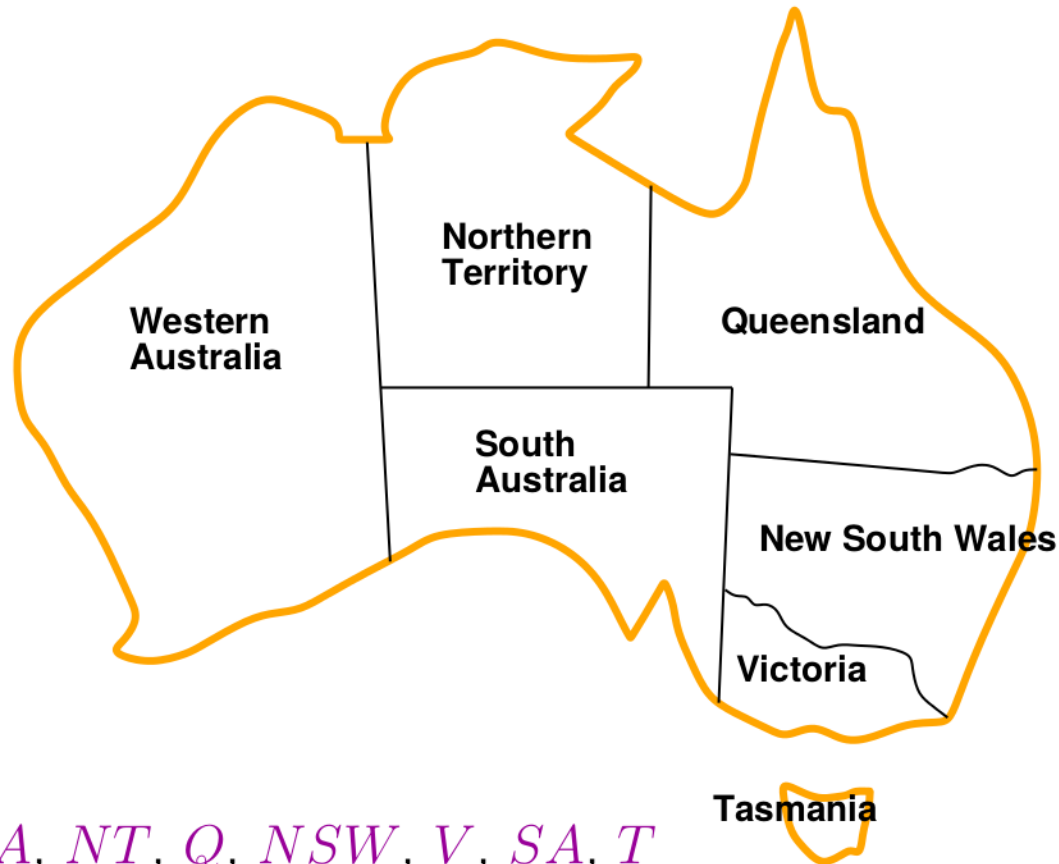 Northern
Territory
Western
Australia
Queensland
South
Australia
New South Wales
Victoria
Tasmania
A, NT, Q, NSW, V, SA, T